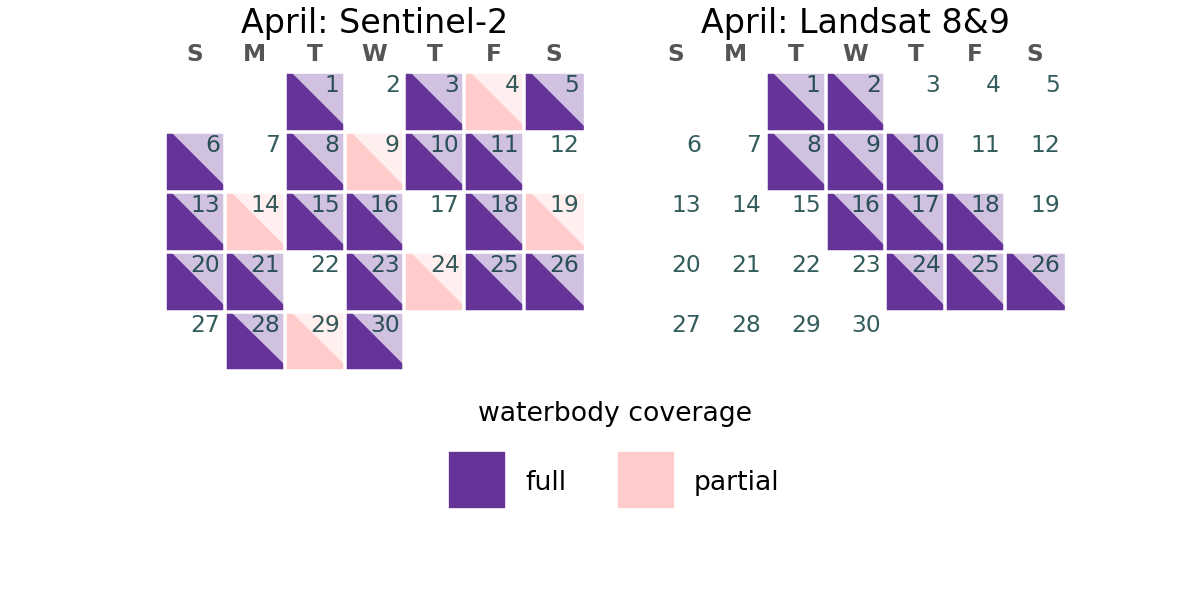 April: Sentinel-2
S M T W T F S
1 2 3 4 5
6 7 8 9 10 11 12
13 14 15 16 17 18 19
20 21 22 23 24 25 26
27 28 29 30
April: Landsat 8&9
S M T W T F S
1 2 3 4 5
6 7 8 9 10 11 12
13 14 15 16 17 18 19
20 21 22 23 24 25 26
27 28 29 30
waterbody coverage
full partial